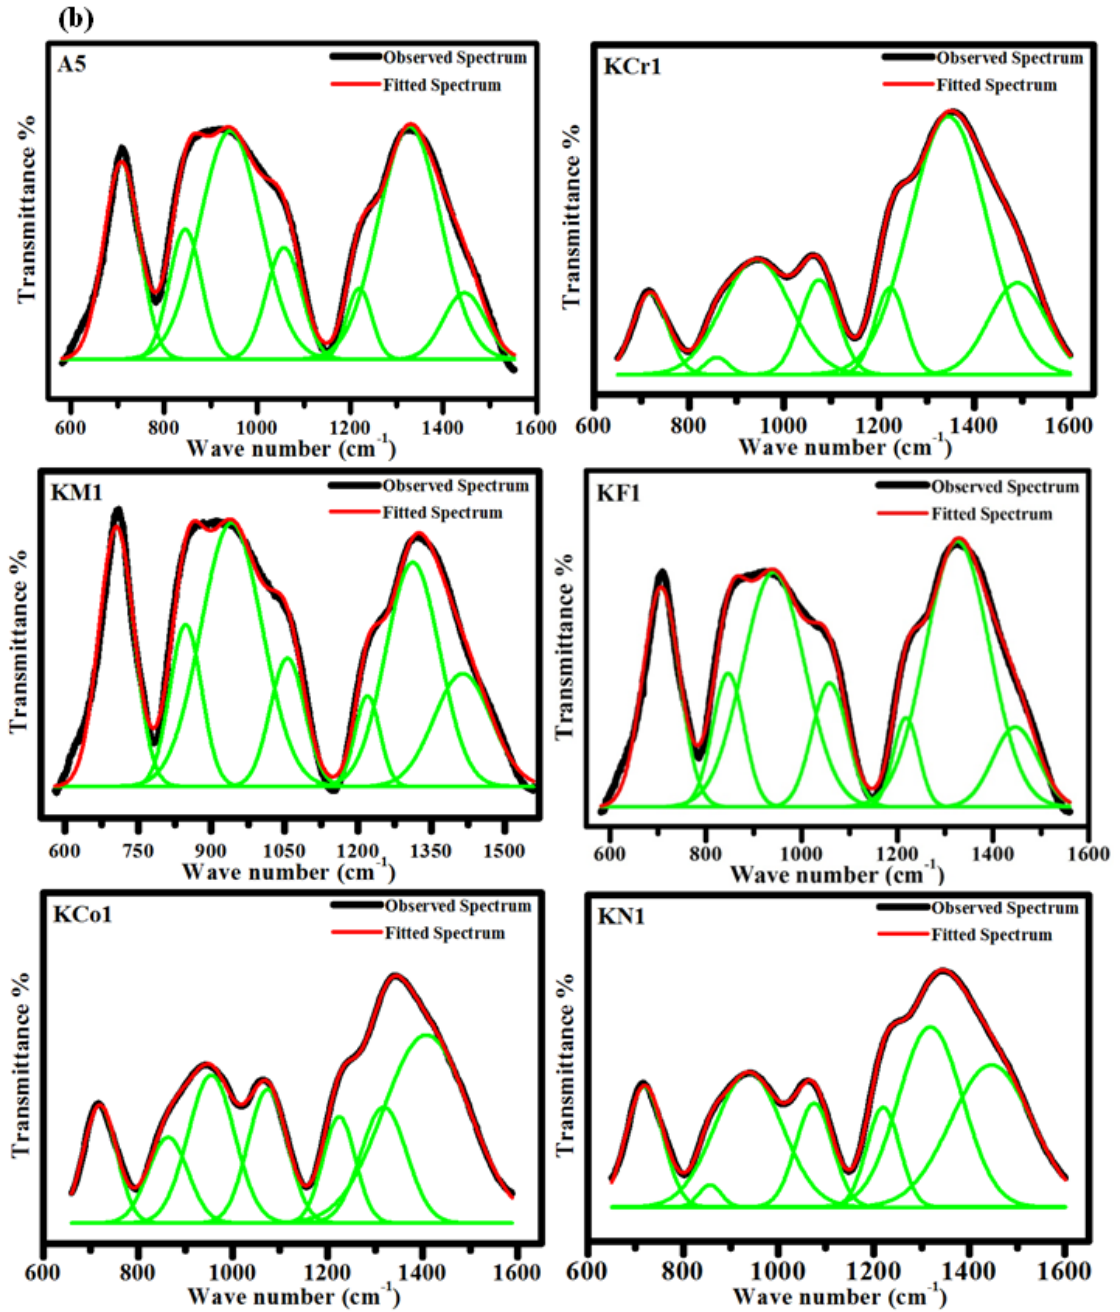 (b)
A5
Observed Spectrum
Fitted Spectrum
Transmittance %
600 800 1000 1200 1400 1600
Wave number (cm-1)
KCr1
Observed Spectrum
Fitted Spectrum
Transmittance %
600 800 1000 1200 1400 1600
Wave number (cm-1)
KM1
Observed Spectrum
Fitted Spectrum
Transmittance %
600 750 900 1050 1200 1350 1500
Wave number (cm-1)
KF1
Observed Spectrum
Fitted Spectrum
Transmittance %
600 800 1000 1200 1400 1600
Wave number (cm-1)
KCo1
Observed Spectrum
Fitted Spectrum
Transmittance %
600 800 1000 1200 1400 1600
Wave number (cm-1)
KN1
Observed Spectrum
Fitted Spectrum
Transmittance %
600 800 1000 1200 1400 1600
Wave number (cm-1)